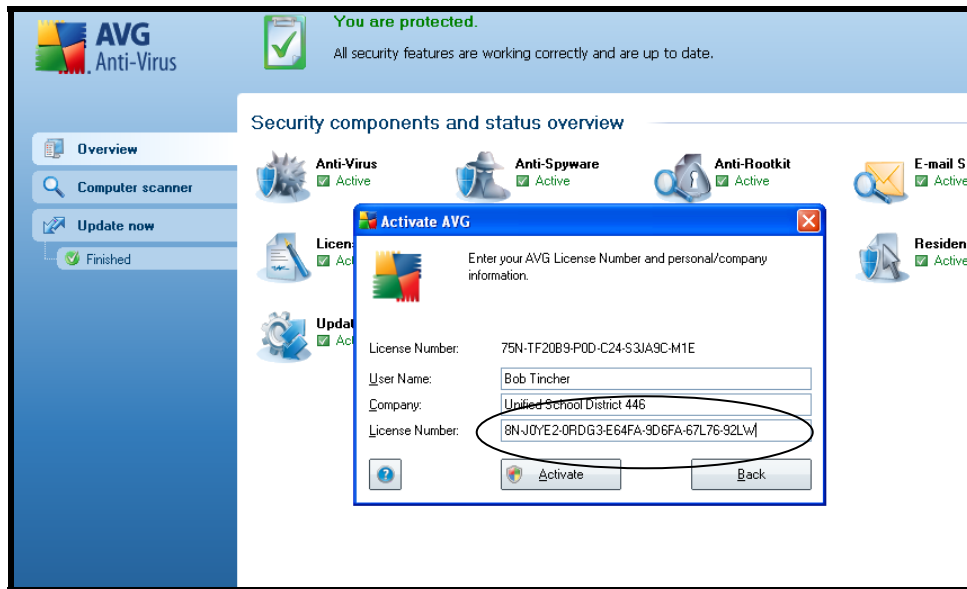 AVG
Anti-Virus
You are protected.
All security features are working correctly and are up to date.
Security components and status overview
Overview
Computer scanner
Update now
Finished
Anti-Virus
Active
Anti-Spyware
Active
Anti-Rootkit
Active
E-mail S
Active
Licen
Ac
Residen
Active
Updat
Ac
Activate AVG
Enter your AVG License Number and personal/company
information.
License Number: 75N-TF20B9-P0D-C24-S3JA9C-M1E
User Name: Bob Tincher
Company: Unified School District 446
License Number: 8N-J0YE2-0RDG3-E64FA-9D6FA-67L76-92LW
Activate
Back